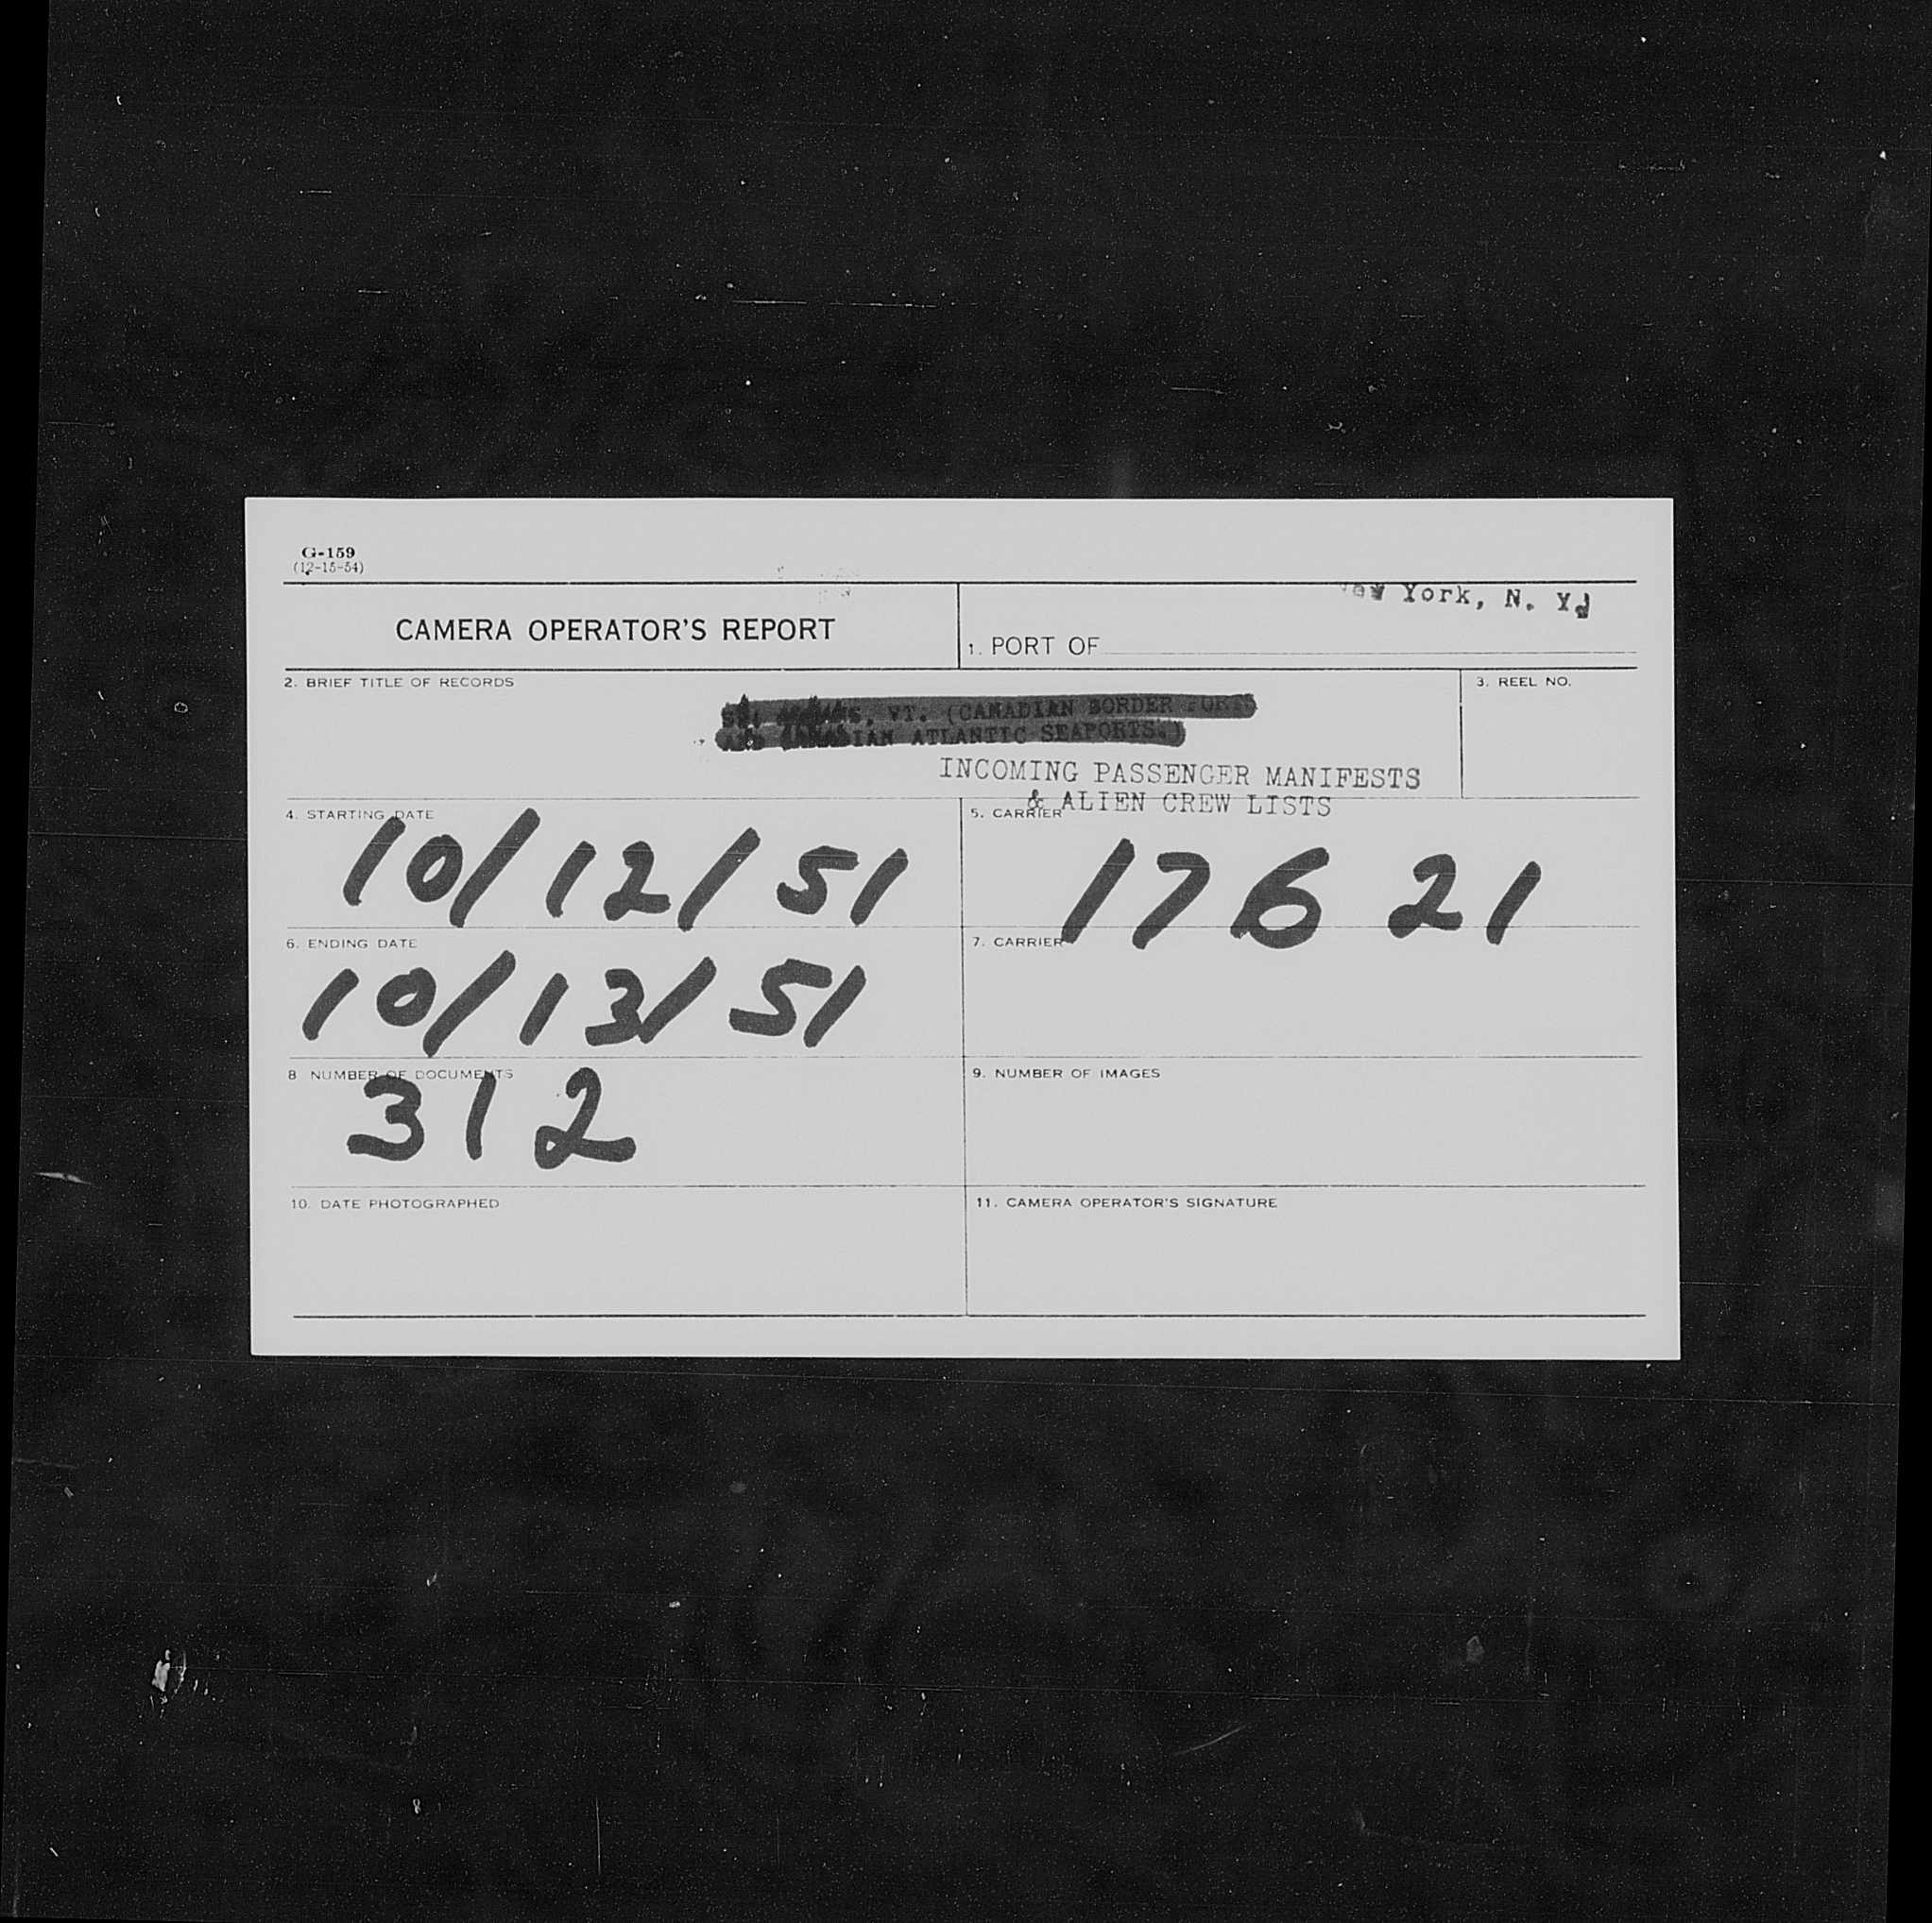 G-159
(12-15-54)
CAMERA OPERATOR'S REPORT
York, N. Y.
1. PORT OF
2. BRIEF TITLE OF RECORDS
3. REEL NO.
VT. (CANADIAN BORDER PORTS
AND CANADIAN ATLANTIC SEAPORTS.)
INCOMING PASSENGER MANIFESTS
& ALIEN CREW LISTS
4. STARTING DATE
10/12/51
5. CARRIER
17621
6. ENDING DATE
10/13/51
7. CARRIER
8 NUMBER OF DOCUMENTS
312
9. NUMBER OF IMAGES
10. DATE PHOTOGRAPHED
11. CAMERA OPERATOR'S SIGNATURE